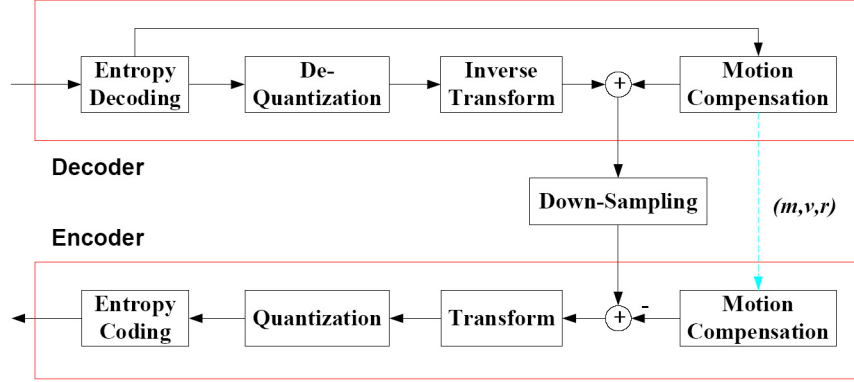 Entropy
Decoding
De-
Quantization
Inverse
Transform
+
Motion
Compensation
Decoder
Down-Sampling
(m,v,r)
Encoder
Entropy
Coding
Quantization
Transform
+
-
Motion
Compensation